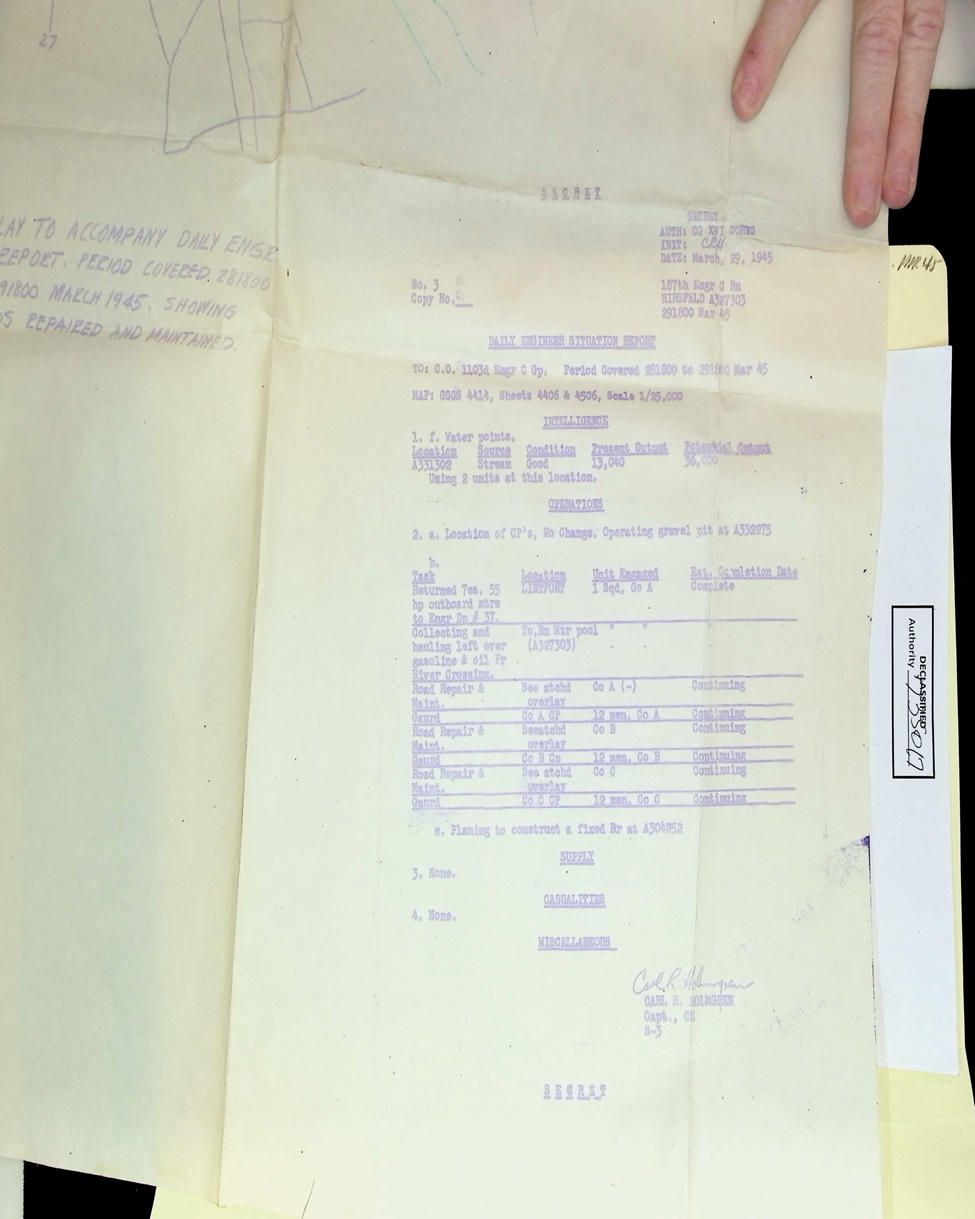 27
LAY TO ACCOMPANY DAILY ENGR
REPORT. PERIOD COVERED 281800
91800 MARCH 1945. SHOWING
DS REPAIRED AND MAINTAINED.
SECRET
SECRET
AUTH: CG XVI CORPS
INIT: CRH
DATE: March, 29, 1945
No. 3
Copy No.
187th Engr C Bn
HIRSFELD A327303
291800 Mar 45
DAILY ENGINEER SITUATION REPORT
TO: C.O. 1103d Engr C Gp. Period Covered 281800 to 291800 Mar 45
MAP: GSGS 4414, Sheets 4406 & 4506, Scale 1/25,000
INTELLIGENCE
1. f. Water points.
Location Source Condition Present Output Potential Output
A331302 Stream Good 13,040 36,000
Using 2 units at this location.
OPERATIONS
2. a. Location of CP's, No Change. Operating gravel pit at A332275
b.
Task Location Unit Engaged Est. Completion Date
Returned 7ea. 55 LINTFORT 1 Sqd, Co A Complete
hp outboard mtrs
to Engr Dp # 37.
Collecting and To,Bn Mtr pool " "
hauling left over (A327303) " "
gasoline & oil Fr
River Crossing.
Road Repair & See atchd Co A (-) Continuing
Maint. overlay
Gaurd Co A CP 12 men, Co A Continuing
Road Repair & Seeatchd Co B Continuing
Maint. overlay
Gaurd Co B Cp 12 men, Co B Continuing
Road Repair & See atchd Co C Continuing
Maint. overlay
Gaurd Co C CP 12 men, Co C Continuing
c. Planing to construct a fixed Br at A304252
SUPPLY
3. None.
CASUALITIES
4. None.
MISCELLANEOUS
Carl R. Holmgren
CARL R. HOLMGREN
Capt., CE
S-3
SECRET
MAR 45
DECLASSIFIED
Authority 735017